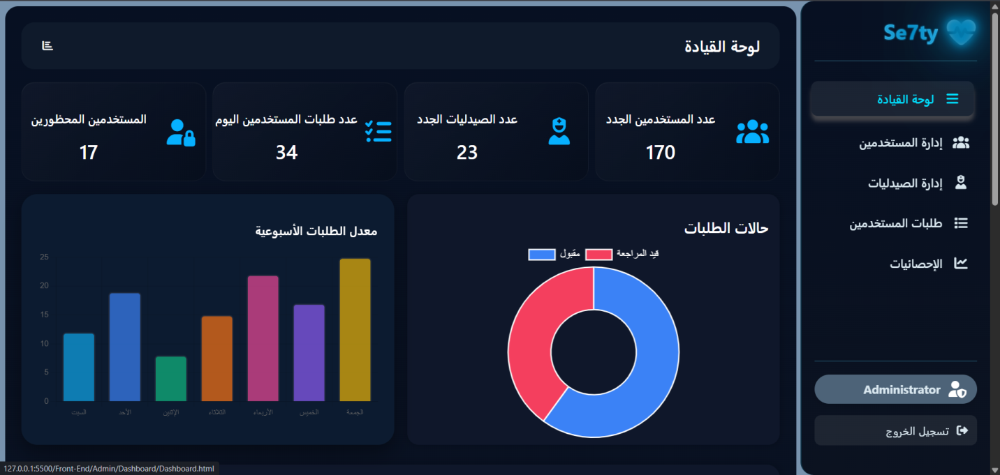 Se7ty
لوحة القيادة
إدارة المستخدمين
إدارة الصيدليات
طلبات المستخدمين
الإحصائيات
Administrator
تسجيل الخروج
لوحة القيادة
عدد المستخدمين الجدد
170
عدد الصيدليات الجدد
23
عدد طلبات المستخدمين اليوم
34
المستخدمين المحظورين
17
حالات الطلبات
قيد المراجعة
مقبول
معدل الطلبات الأسبوعية
25
20
15
10
5
0
السبت
الأحد
الإثنين
الثلاثاء
الأربعاء
الخميس
الجمعة
127.0.0.1:5500/Front-End/Admin/Dashboard/Dashboard.html